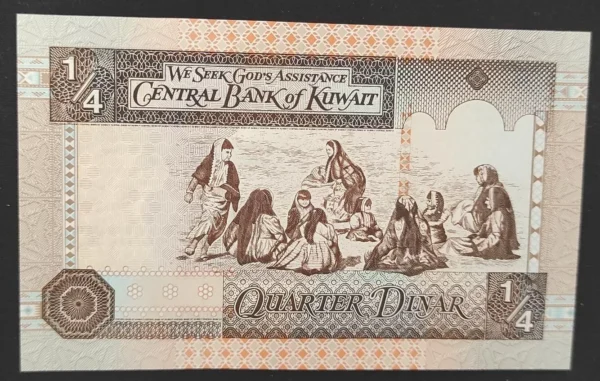 1/4
WE SEEK GOD'S ASSISTANCE
CENTRAL BANK of KUWAIT
QUARTER DINAR
1/4